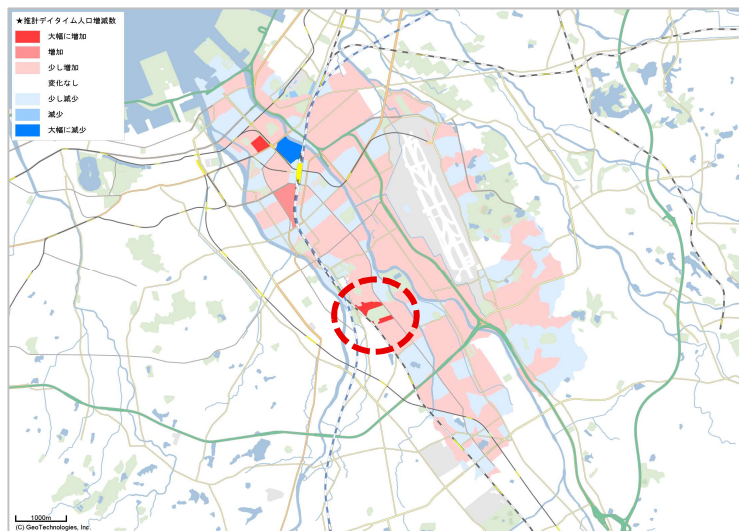 ★推計デイタイム人口増減数
大幅に増加
増加
少し増加
変化なし
少し減少
減少
大幅に減少
1000m
(C) GeoTechnologies, Inc.